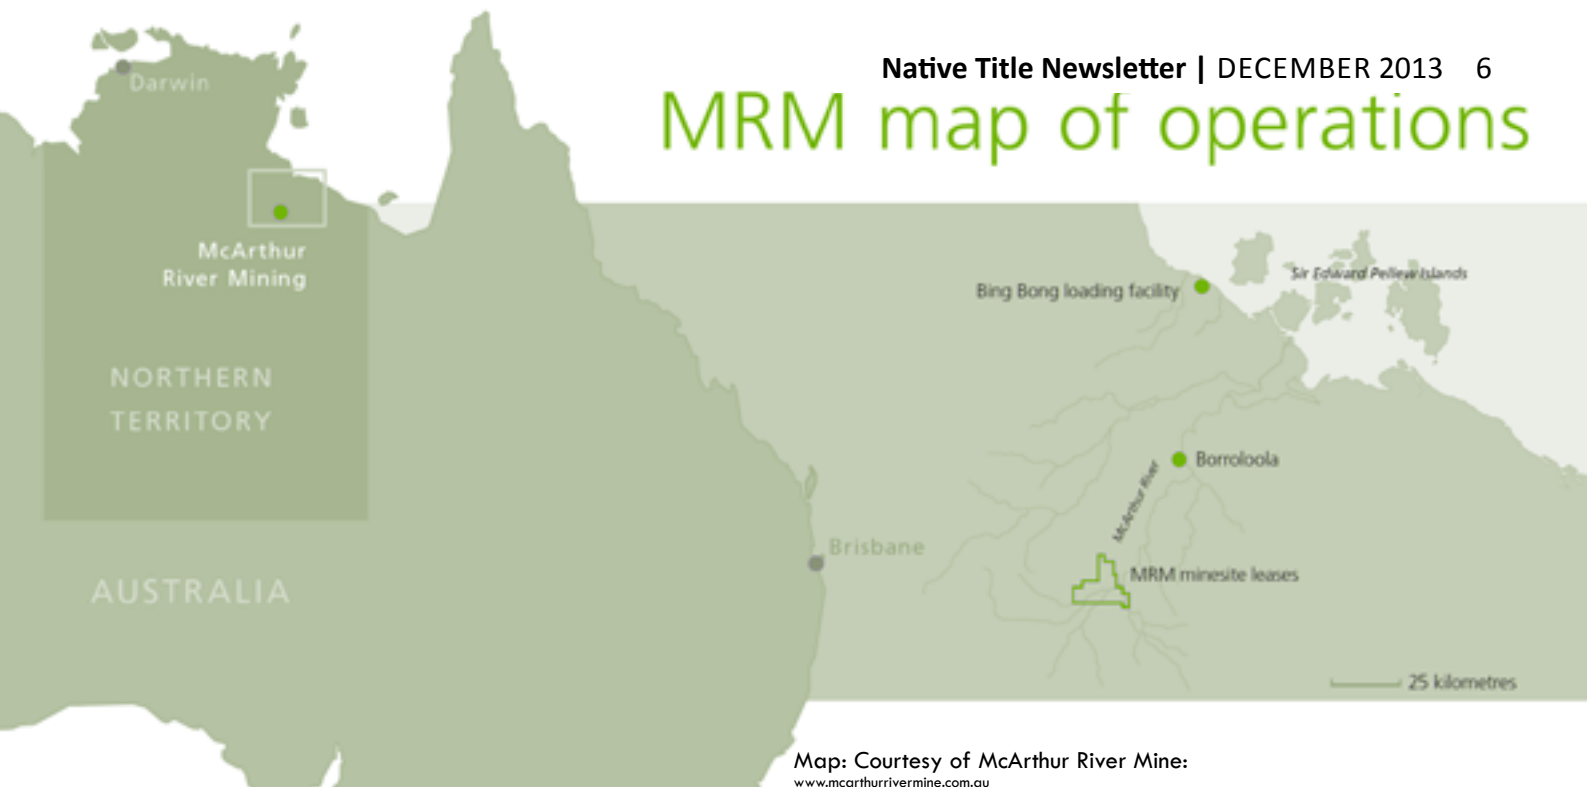 Native Title Newsletter | DECEMBER 2013 6
MRM map of operations
Darwin
McArthur
River Mining
NORTHERN
TERRITORY
AUSTRALIA
Brisbane
Bing Bong loading facility
Sir Edward Pellew Islands
Borroloola
McArthur River
MRM minesite leases
25 kilometres
Map: Courtesy of McArthur River Mine:
www.mcarthurrivermine.com.au